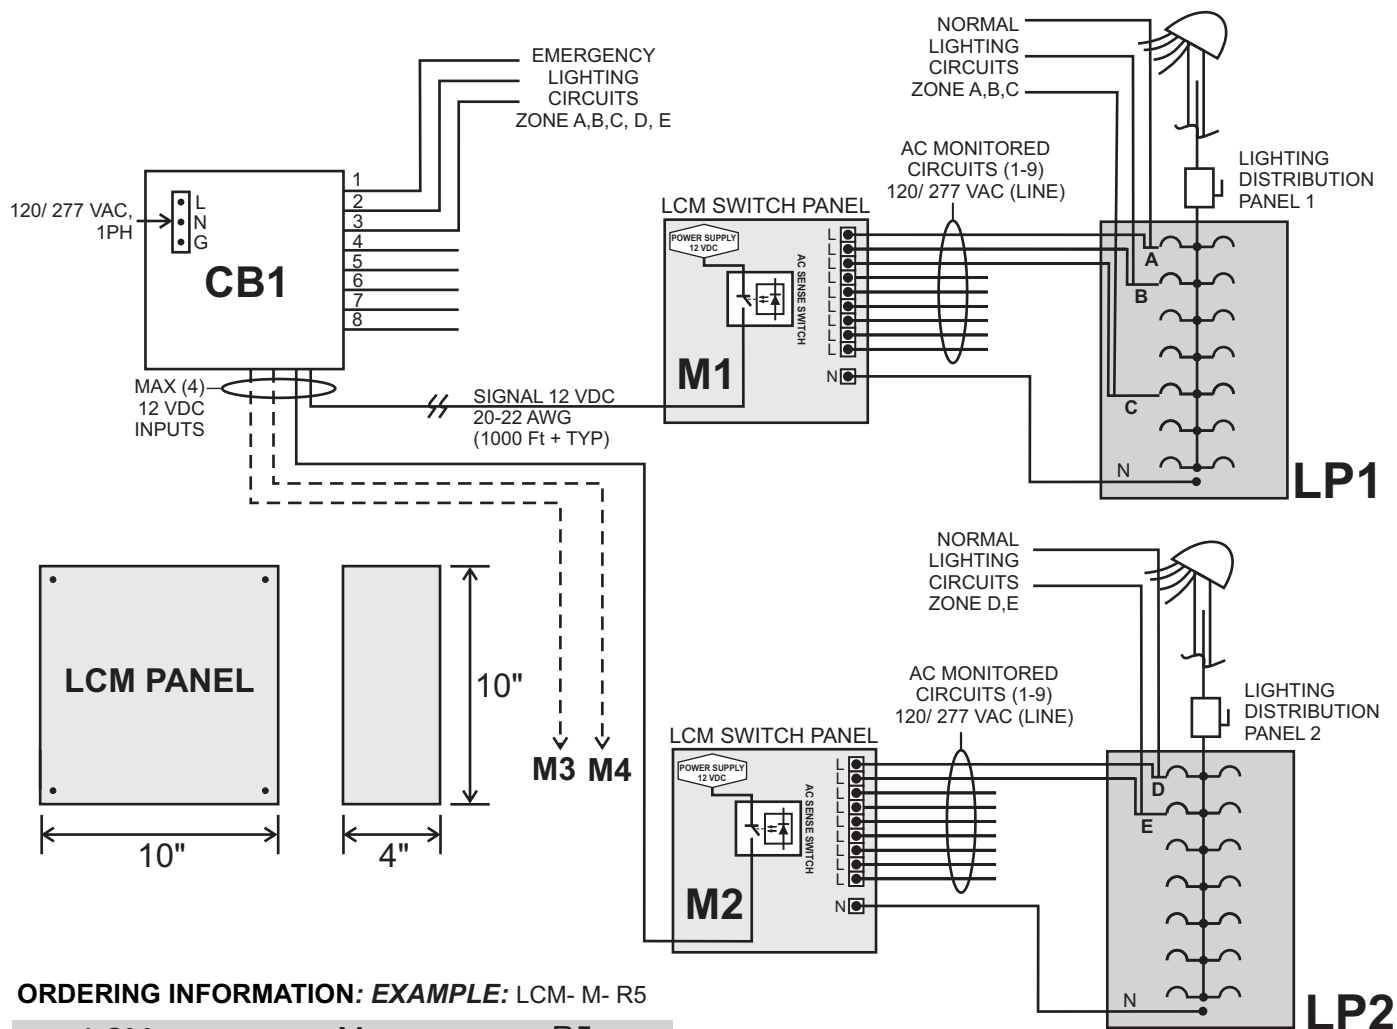 EMERGENCY
LIGHTING
CIRCUITS
ZONE A,B,C, D, E
NORMAL
LIGHTING
CIRCUITS
ZONE A,B,C
AC MONITORED
CIRCUITS (1-9)
120/ 277 VAC (LINE)
LIGHTING
DISTRIBUTION
PANEL 1
120/ 277 VAC,
1PH
L
N
G
CB1
1
2
3
4
5
6
7
8
MAX (4)
12 VDC
INPUTS
SIGNAL 12 VDC
20-22 AWG
(1000 Ft + TYP)
LCM SWITCH PANEL
POWER SUPPLY
12 VDC
AC SENSE SWITCH
M1
L
L
L
L
L
L
L
L
L
N
A
B
C
N
LP1
NORMAL
LIGHTING
CIRCUITS
ZONE D,E
AC MONITORED
CIRCUITS (1-9)
120/ 277 VAC (LINE)
LIGHTING
DISTRIBUTION
PANEL 2
LCM PANEL
10"
10"
4"
M3 M4
LCM SWITCH PANEL
POWER SUPPLY
12 VDC
AC SENSE SWITCH
M2
L
L
L
L
L
L
L
L
L
N
D
E
N
LP2
ORDERING INFORMATION: EXAMPLE: LCM- M- R5